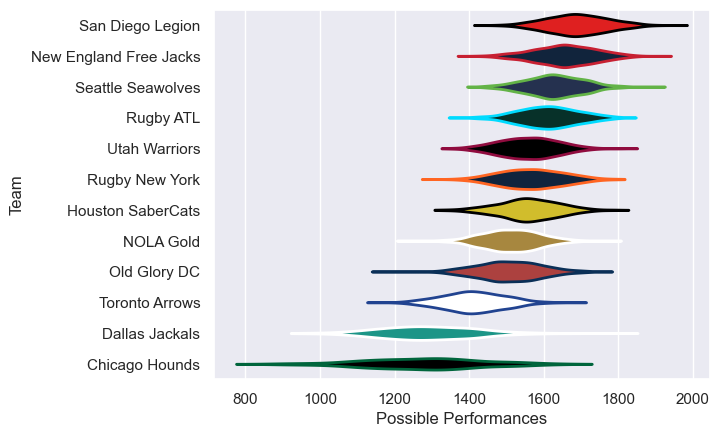 San Diego Legion
New England Free Jacks
Seattle Seawolves
Rugby ATL
Utah Warriors
Rugby New York
Houston SaberCats
NOLA Gold
Old Glory DC
Toronto Arrows
Dallas Jackals
Chicago Hounds
Team
800 1000 1200 1400 1600 1800 2000
Possible Performances